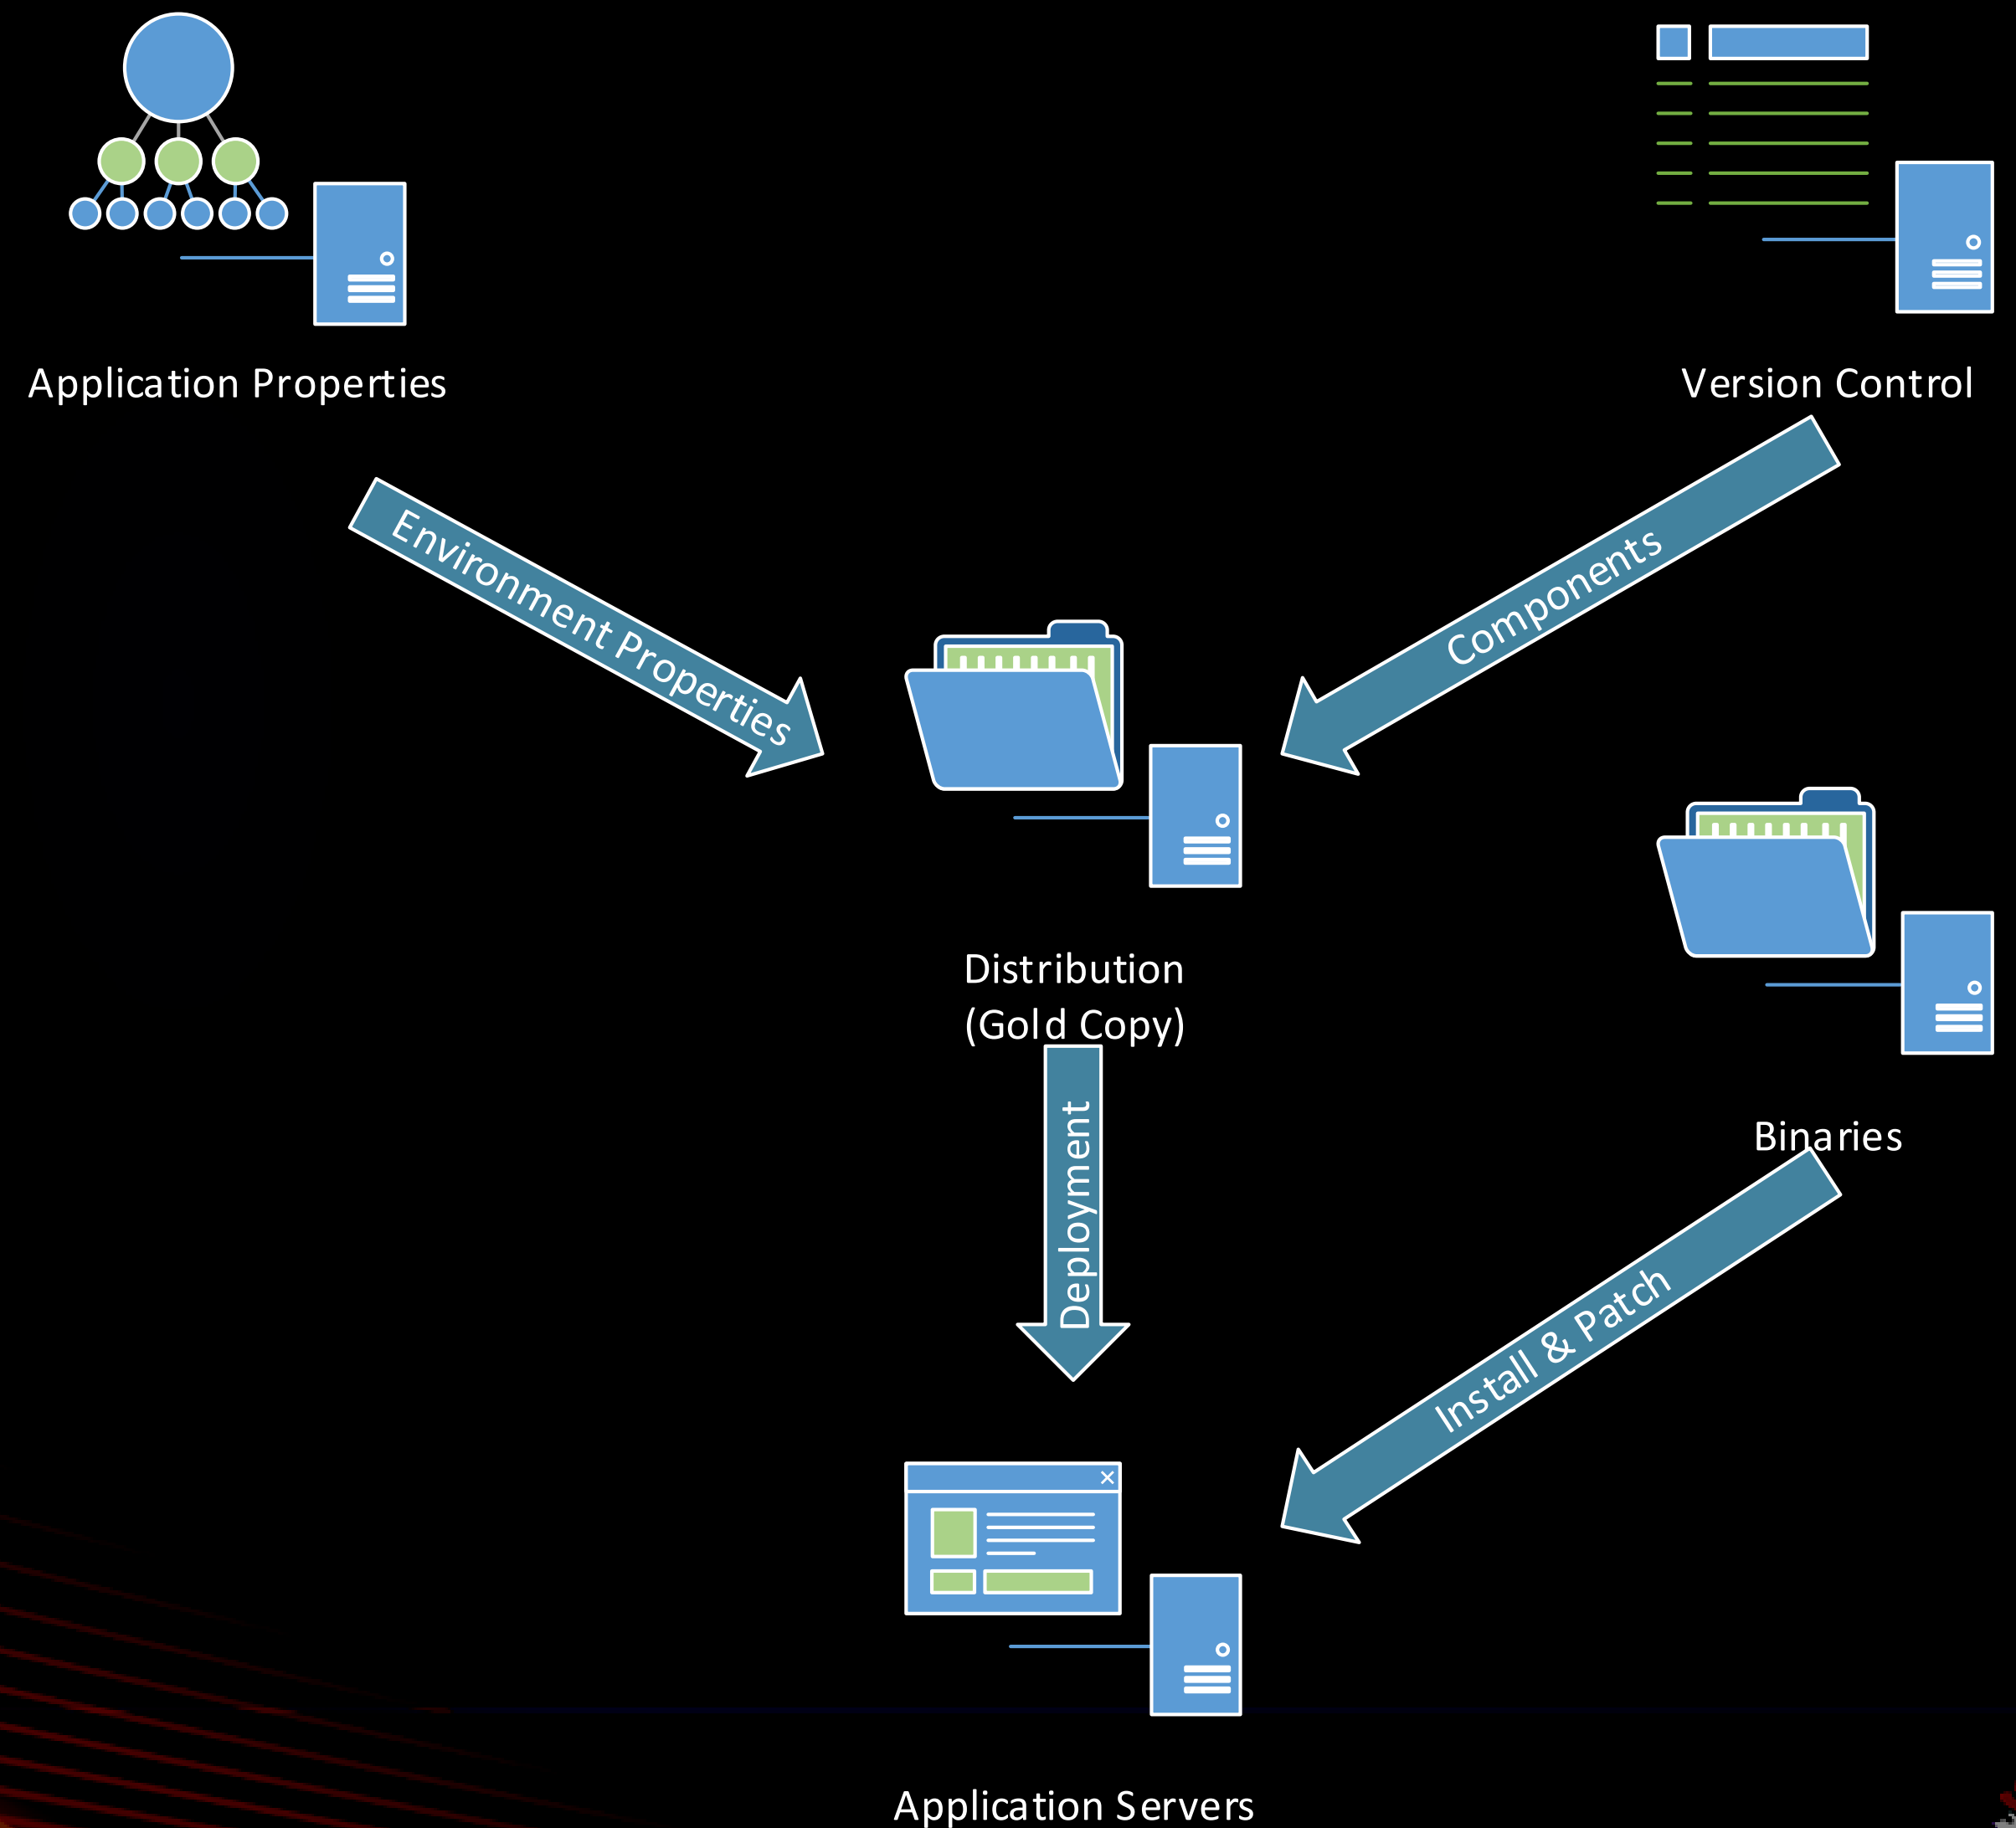 Application Properties
Version Control
Environment Properties
Components
Distribution
(Gold Copy)
Binaries
Deployment
Install & Patch
Application Servers